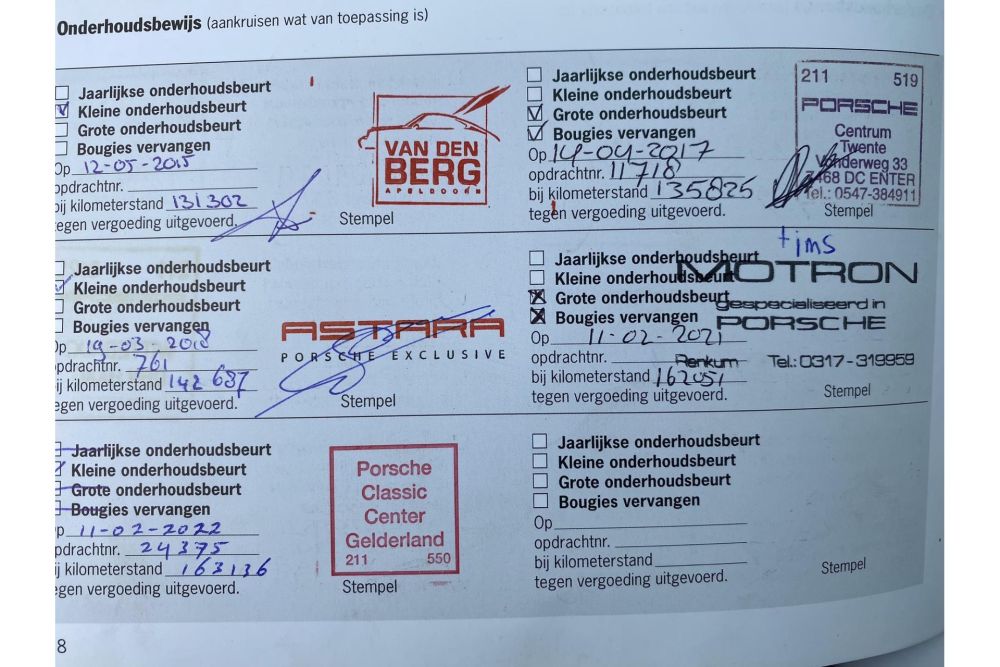 Onderhoudsbewijs (aankruisen wat van toepassing is)
Jaarlijkse onderhoudsbeurt
Kleine onderhoudsbeurt
Grote onderhoudsbeurt
Bougies vervangen
Op 12-05-2015
opdrachtnr.
bij kilometerstand 131302
tegen vergoeding uitgevoerd.
VAN DEN
BERG
APELDOORN
Stempel
Jaarlijkse onderhoudsbeurt
Kleine onderhoudsbeurt
Grote onderhoudsbeurt
Bougies vervangen
Op 14-04-2017
opdrachtnr. 11718
bij kilometerstand 135825
tegen vergoeding uitgevoerd.
211 519
PORSCHE
Centrum
Twente
Vonderweg 33
7468 DC ENTER
Tel.: 0547-384911
Stempel
Jaarlijkse onderhoudsbeurt
Kleine onderhoudsbeurt
Grote onderhoudsbeurt
Bougies vervangen
Op 19-03-2018
opdrachtnr. 761
bij kilometerstand 142 687
tegen vergoeding uitgevoerd.
ASTARA
PORSCHE EXCLUSIVE
Stempel
Jaarlijkse onderhoudsbeurt
Kleine onderhoudsbeurt
Grote onderhoudsbeurt
Bougies vervangen
Op 11-02-2021
opdrachtnr.
bij kilometerstand 162051
tegen vergoeding uitgevoerd.
tims
MOTRON
gespecialiseerd in
PORSCHE
Renkum Tel.: 0317-319959
Stempel
Jaarlijkse onderhoudsbeurt
Kleine onderhoudsbeurt
Grote onderhoudsbeurt
Bougies vervangen
Op 11-02-2022
opdrachtnr. 24375
bij kilometerstand 163136
tegen vergoeding uitgevoerd.
Porsche
Classic
Center
Gelderland
211 550
Stempel
Jaarlijkse onderhoudsbeurt
Kleine onderhoudsbeurt
Grote onderhoudsbeurt
Bougies vervangen
Op
opdrachtnr.
bij kilometerstand
tegen vergoeding uitgevoerd.
Stempel
8